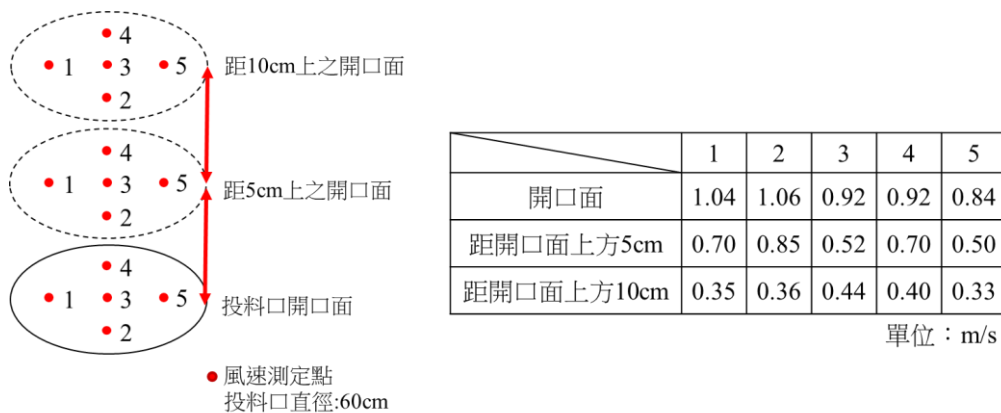 4
1 3 5
2
距10cm上之開口面
4
1 3 5
2
距5cm上之開口面
4
1 3 5
2
投料口開口面
風速測定點
投料口直徑:60cm
1 2 3 4 5
開口面 1.04 1.06 0.92 0.92 0.84
距開口面上方5cm 0.70 0.85 0.52 0.70 0.50
距開口面上方10cm 0.35 0.36 0.44 0.40 0.33
單位：m/s